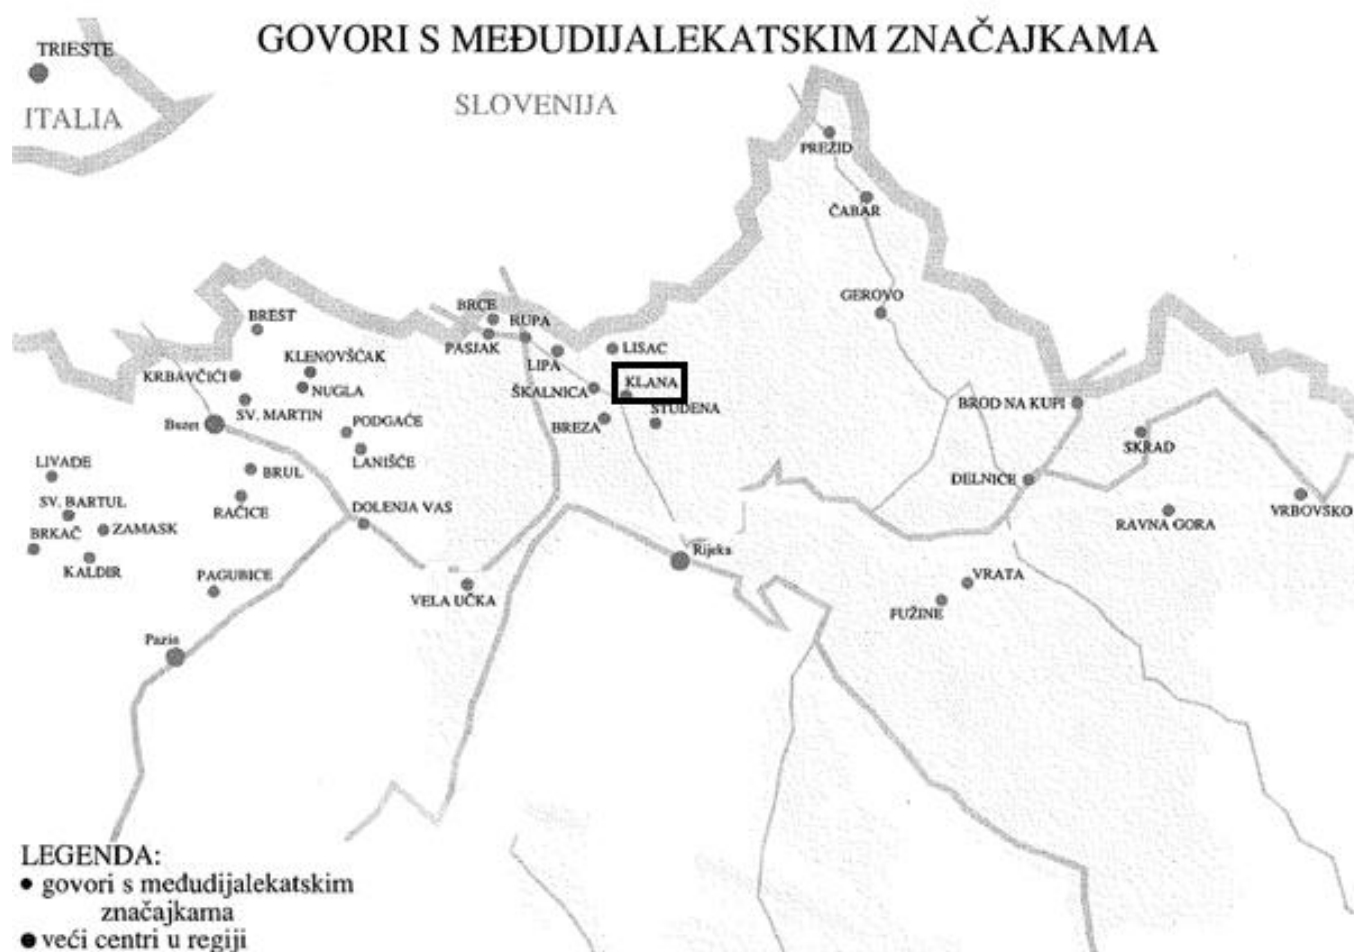 GOVORI S MEĐUDIJALEKATSKIM ZNAČAJKAMA
TRIESTE
ITALIA
SLOVENIJA
PREZID
ČABAR
GEROVO
BREST
BRCE
RUPA
PASJAK
LIPA
LISAC
KLENOVŠĆAK
KRBAVČIĆI
NUGLA
ŠKALNICA
KLANA
SV. MARTIN
STUDENA
BROD NA KUPI
Buzet
PODGAĆE
BREZA
SKRAD
LANIŠĆE
LIVADE
BRUL
DELNICE
SV. BARTUL
RAČICE
DOLENJA VAS
VRBOVSKO
RAVNA GORA
BRKAČ
ZAMASK
KALDIR
PAGUBICE
Rijeka
VELA UČKA
VRATA
FUŽINE
Pazin
LEGENDA:
govori s međudijalekatskim
značajkama
veći centri u regiji